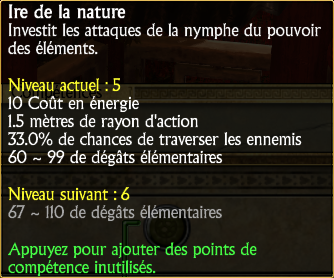 Ire de la nature
Investit les attaques de la nymphe du pouvoir
des éléments.
Niveau actuel : 5
10 Coût en énergie
1.5 mètres de rayon d'action
33.0% de chances de traverser les ennemis
60 ~ 99 de dégâts élémentaires
Niveau suivant : 6
67 ~ 110 de dégâts élémentaires
Appuyez pour ajouter des points de
compétence inutilisés.